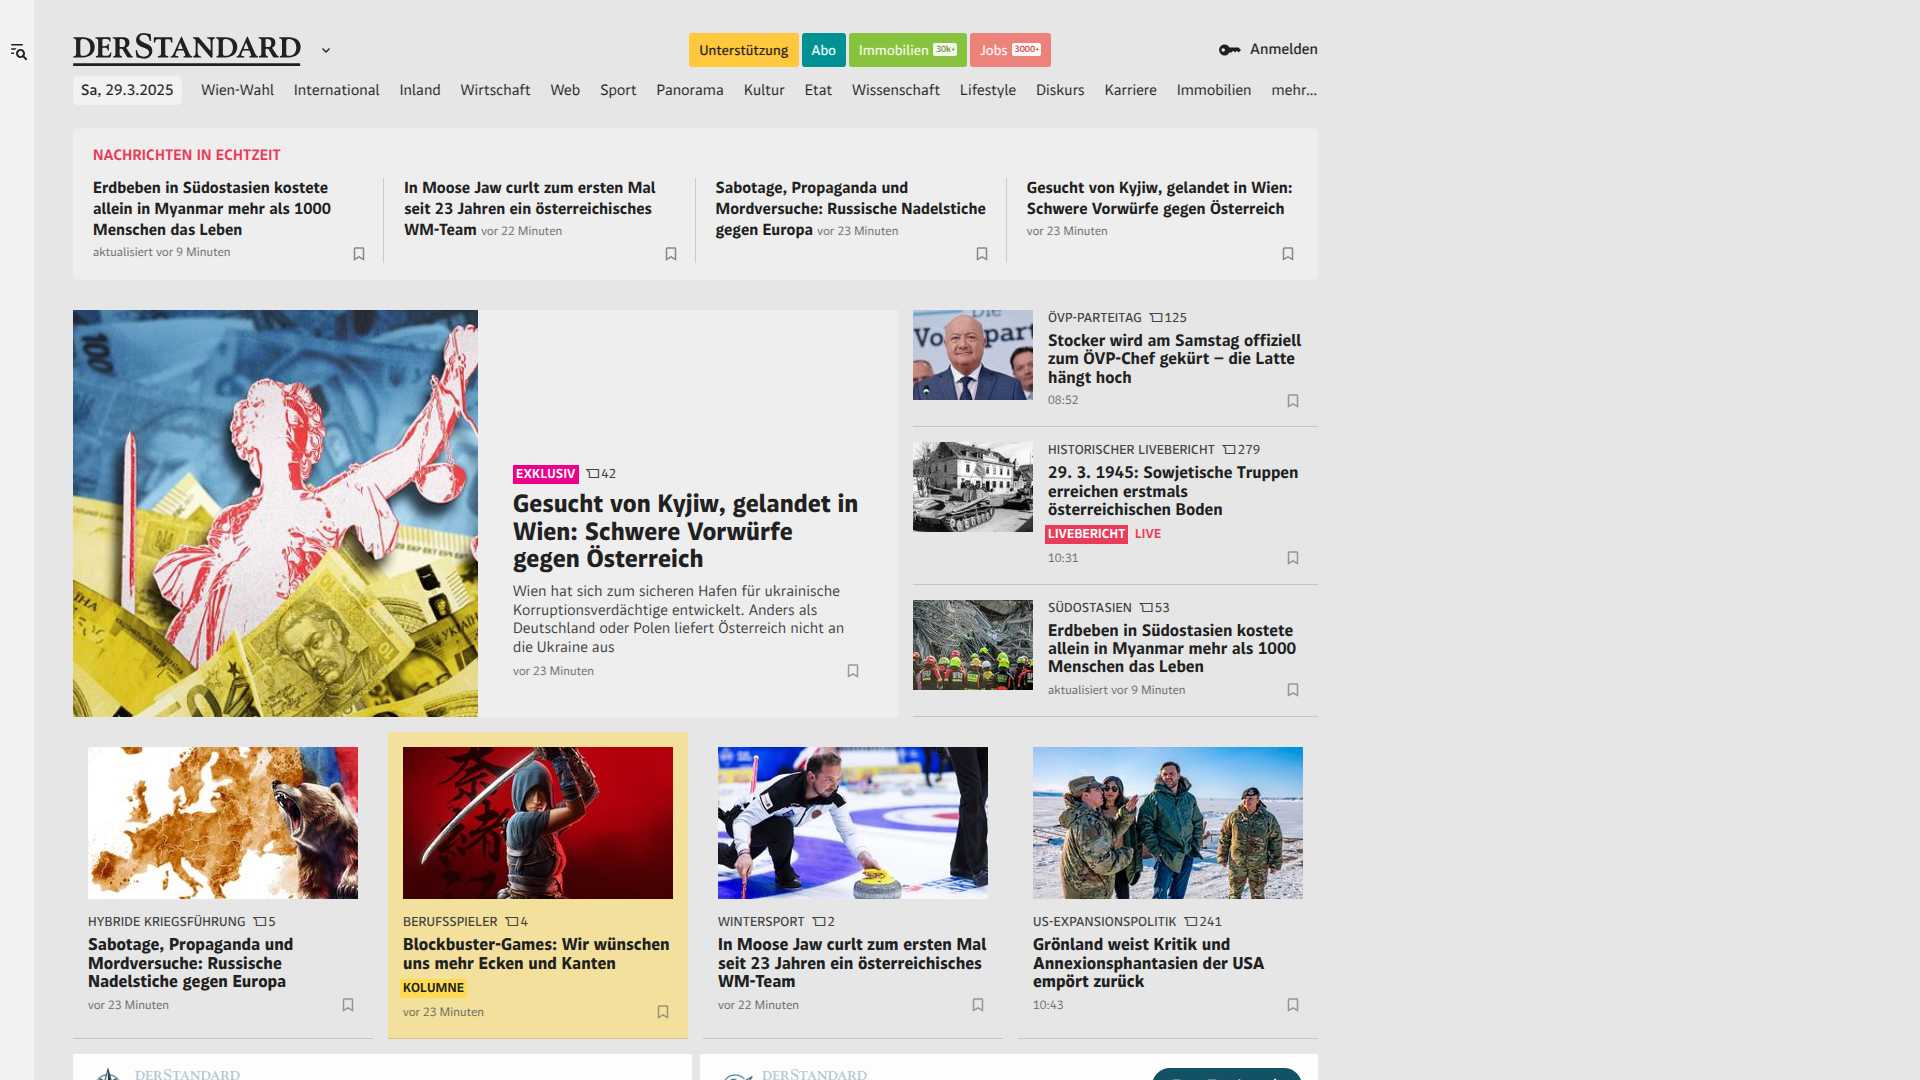 DERSTANDARD
Unterstützung
Abo
Immobilien 30k+
Jobs 3000+
Anmelden
Sa, 29.3.2025
Wien-Wahl
International
Inland
Wirtschaft
Web
Sport
Panorama
Kultur
Etat
Wissenschaft
Lifestyle
Diskurs
Karriere
Immobilien
mehr...
NACHRICHTEN IN ECHTZEIT
Erdbeben in Südostasien kostete
allein in Myanmar mehr als 1000
Menschen das Leben
aktualisiert vor 9 Minuten
In Moose Jaw curlt zum ersten Mal
seit 23 Jahren ein österreichisches
WM-Team vor 22 Minuten
Sabotage, Propaganda und
Mordversuche: Russische Nadelstiche
gegen Europa vor 23 Minuten
Gesucht von Kyjiw, gelandet in Wien:
Schwere Vorwürfe gegen Österreich
vor 23 Minuten
100
10
EXKLUSIV 42
Gesucht von Kyjiw, gelandet in
Wien: Schwere Vorwürfe
gegen Österreich
Wien hat sich zum sicheren Hafen für ukrainische
Korruptionsverdächtige entwickelt. Anders als
Deutschland oder Polen liefert Österreich nicht an
die Ukraine aus
vor 23 Minuten
Die
ÖVP-PARTEITAG 125
Stocker wird am Samstag offiziell
zum ÖVP-Chef gekürt – die Latte
hängt hoch
08:52
HISTORISCHER LIVEBERICHT 279
29. 3. 1945: Sowjetische Truppen
erreichen erstmals
österreichischen Boden
LIVEBERICHT LIVE
10:31
SÜDOSTASIEN 53
Erdbeben in Südostasien kostete
allein in Myanmar mehr als 1000
Menschen das Leben
aktualisiert vor 9 Minuten
HYBRIDE KRIEGSFÜHRUNG 5
Sabotage, Propaganda und
Mordversuche: Russische
Nadelstiche gegen Europa
vor 23 Minuten
BERUFSSPIELER 4
Blockbuster-Games: Wir wünschen
uns mehr Ecken und Kanten
KOLUMNE
vor 23 Minuten
WINTERSPORT 2
In Moose Jaw curlt zum ersten Mal
seit 23 Jahren ein österreichisches
WM-Team
vor 22 Minuten
US-EXPANSIONSPOLITIK 241
Grönland weist Kritik und
Annexionsphantasien der USA
empört zurück
10:43
DERSTANDARD
DERSTANDARD